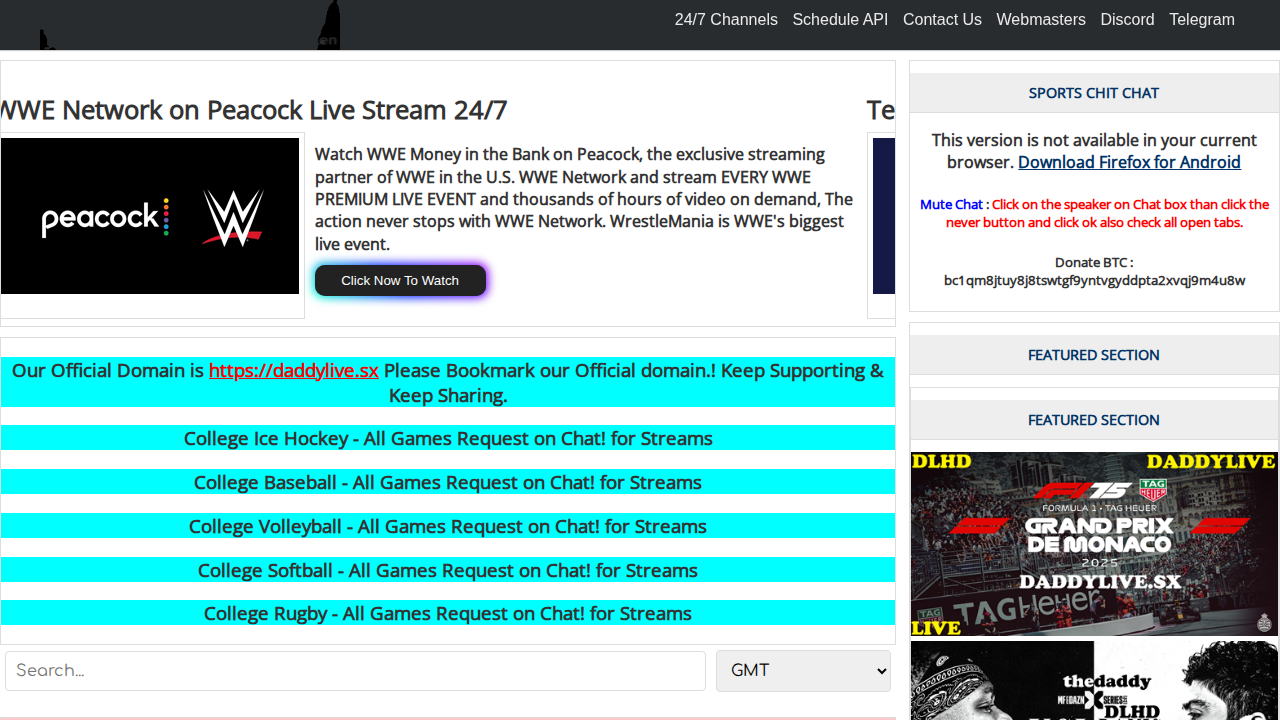 24/7 Channels Schedule API Contact Us Webmasters Discord Telegram
WWE Network on Peacock Live Stream 24/7
Te
peacock W
Watch WWE Money in the Bank on Peacock, the exclusive streaming
partner of WWE in the U.S. WWE Network and stream EVERY WWE
PREMIUM LIVE EVENT and thousands of hours of video on demand, The
action never stops with WWE Network. WrestleMania is WWE's biggest
live event.
Click Now To Watch
Our Official Domain is https://daddylive.sx Please Bookmark our Official domain.! Keep Supporting &
Keep Sharing.
College Ice Hockey - All Games Request on Chat! for Streams
College Baseball - All Games Request on Chat! for Streams
College Volleyball - All Games Request on Chat! for Streams
College Softball - All Games Request on Chat! for Streams
College Rugby - All Games Request on Chat! for Streams
Search...
GMT
SPORTS CHIT CHAT
This version is not available in your current
browser. Download Firefox for Android
Mute Chat : Click on the speaker on Chat box than click the
never button and click ok also check all open tabs.
Donate BTC :
bc1qm8jtuy8j8tswtgf9yntvgyddpta2xvqj9m4u8w
FEATURED SECTION
FEATURED SECTION
DLHD DADDYLIVE
F1 75 TAG HEUER
FORMULA 1 • TAG HEUER
GRAND PRIX
DE MONACO
2025
DADDYLIVE.SX
TAGHeuer
LIVE
thedaddy
MF|DAZN X SERIES
DLHD